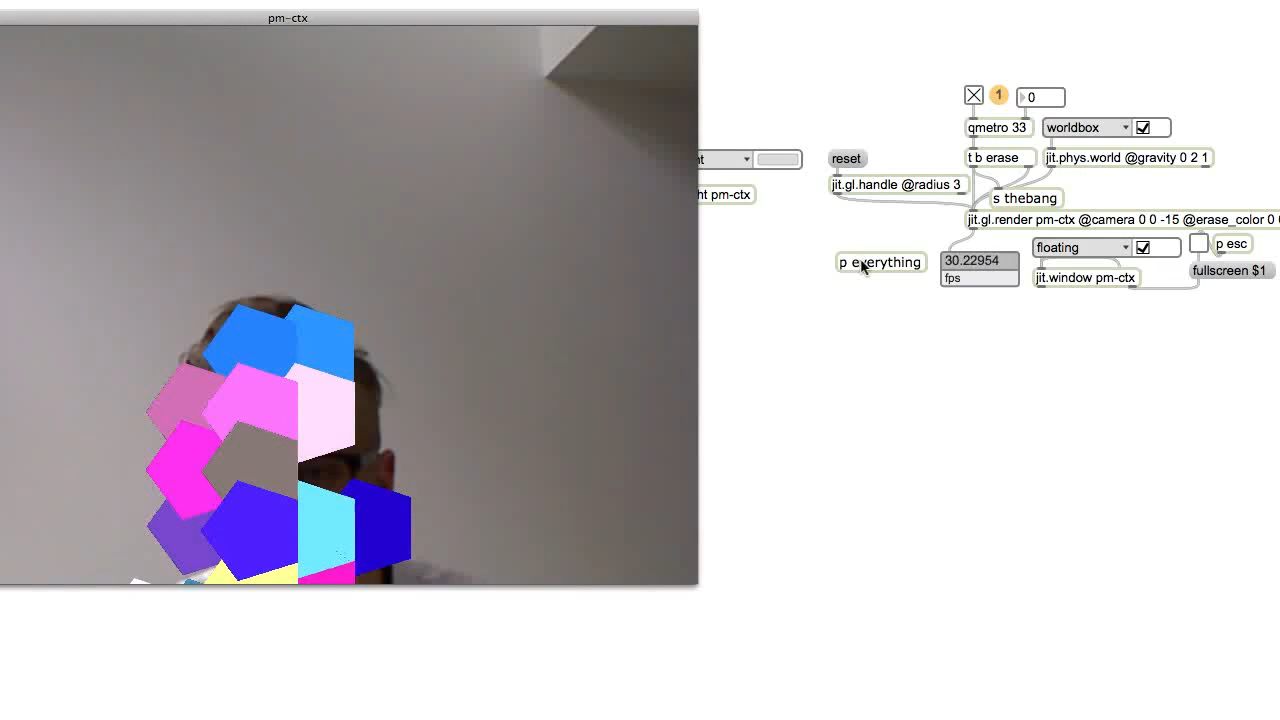 pm-ctx
1
0
qmetro 33
worldbox
nt
reset
t b erase
jit.phys.world @gravity 0 2 1
jit.gl.handle @radius 3
ht pm-ctx
s thebang
jit.gl.render pm-ctx @camera 0 0 -15 @erase_color 0
p everything
30.22954
fps
floating
p esc
jit.window pm-ctx
fullscreen $1